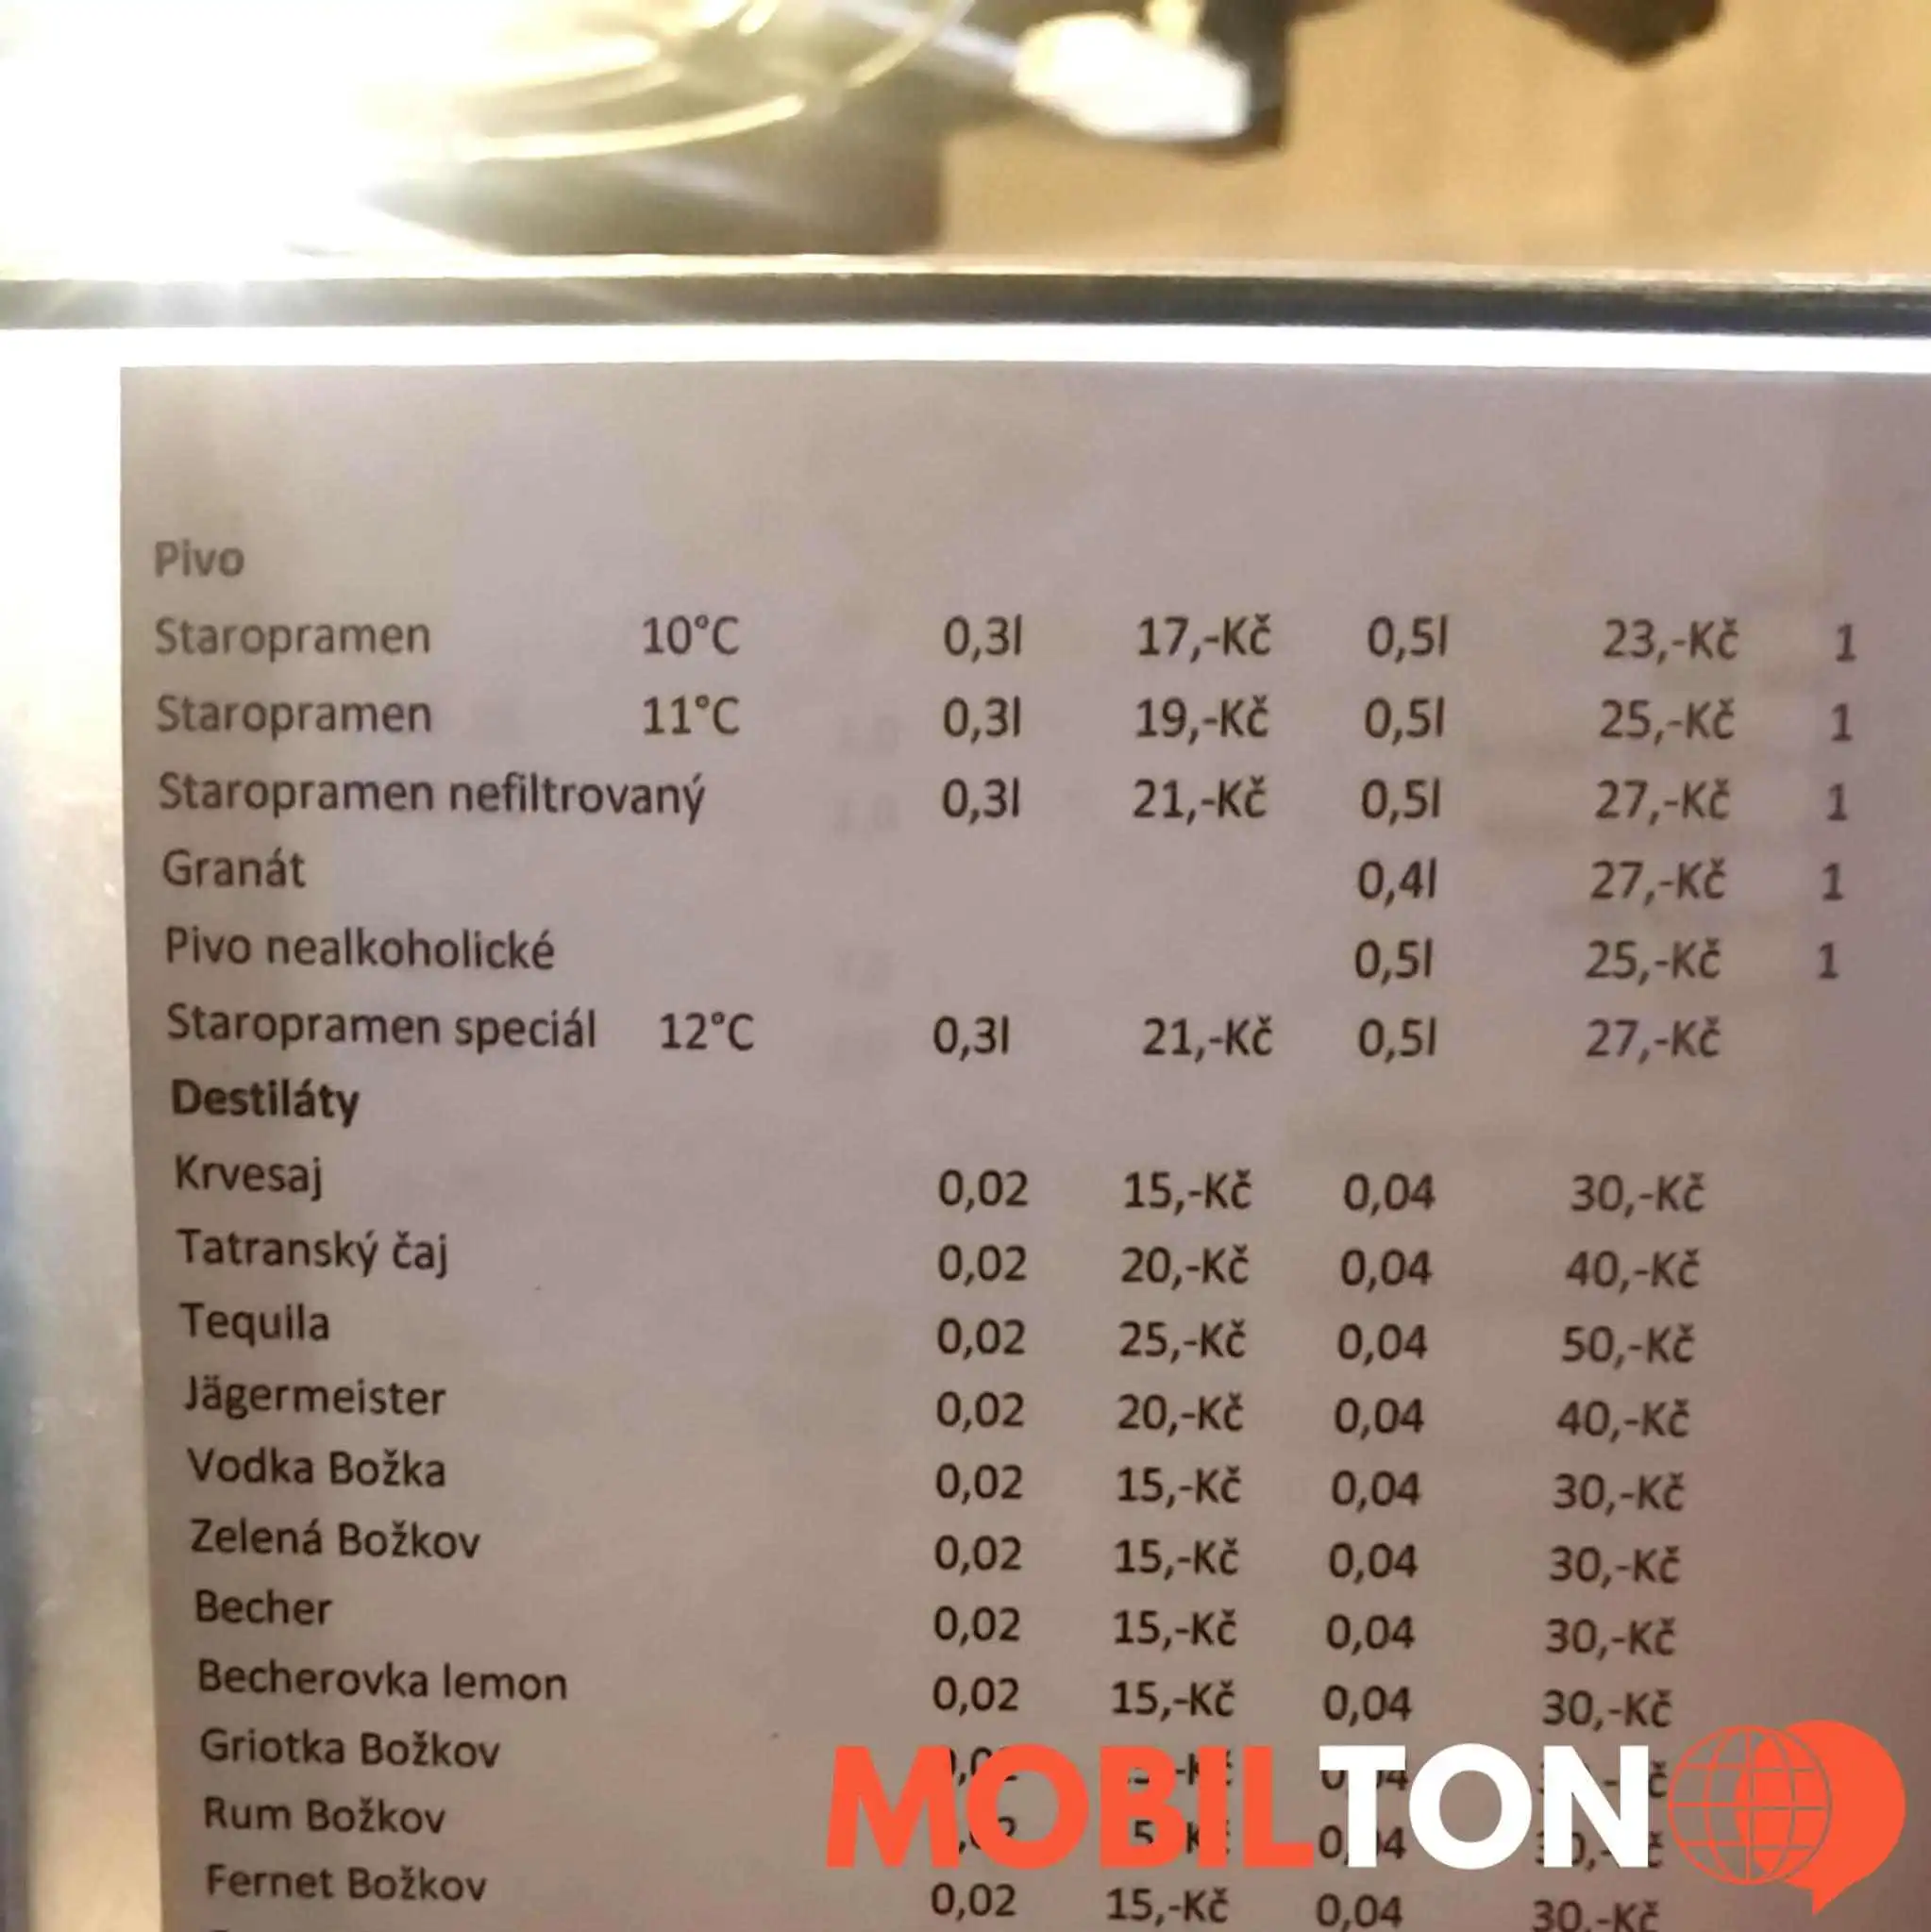 Pivo
Staropramen 10°C 0,3l 17,-Kč 0,5l 23,-Kč 1
Staropramen 11°C 0,3l 19,-Kč 0,5l 25,-Kč 1
Staropramen nefiltrovaný 0,3l 21,-Kč 0,5l 27,-Kč 1
Granát 0,4l 27,-Kč 1
Pivo nealkoholické 0,5l 25,-Kč 1
Staropramen speciál 12°C 0,3l 21,-Kč 0,5l 27,-Kč
Destiláty
Krvesaj 0,02 15,-Kč 0,04 30,-Kč
Tatranský čaj 0,02 20,-Kč 0,04 40,-Kč
Tequila 0,02 25,-Kč 0,04 50,-Kč
Jägermeister 0,02 20,-Kč 0,04 40,-Kč
Vodka Božka 0,02 15,-Kč 0,04 30,-Kč
Zelená Božkov 0,02 15,-Kč 0,04 30,-Kč
Becher 0,02 15,-Kč 0,04 30,-Kč
Becherovka lemon 0,02 15,-Kč 0,04 30,-Kč
Griotka Božkov
Rum Božkov
Fernet Božkov 0,02 15,-Kč 0,04 30,-Kč
MOBILTON